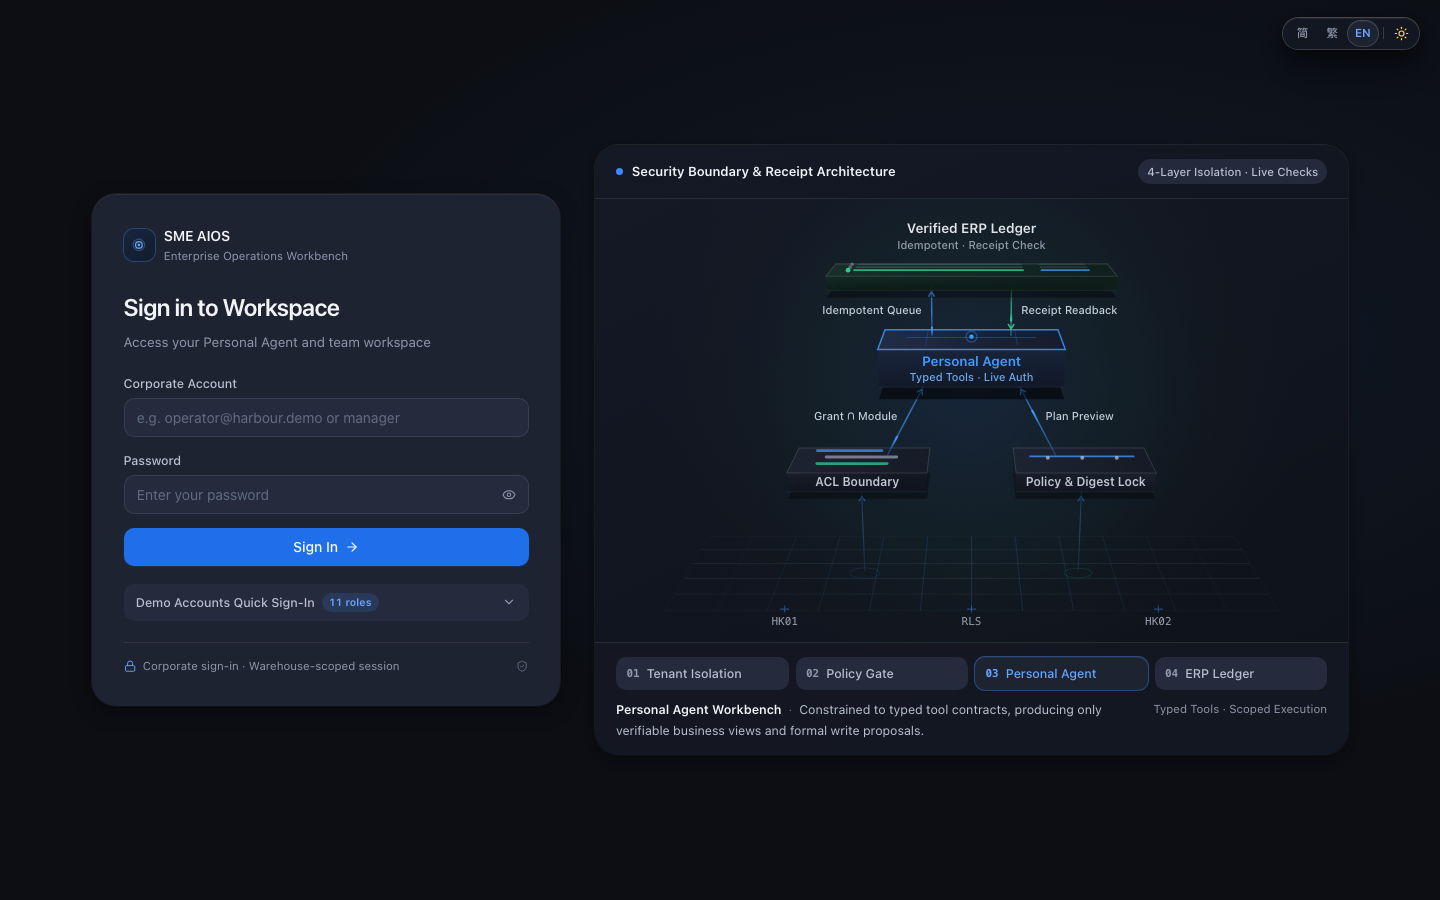 简 繁 EN
SME AIOS
Enterprise Operations Workbench
Sign in to Workspace
Access your Personal Agent and team workspace
Corporate Account
e.g. operator@harbour.demo or manager
Password
Enter your password
Sign In →
Demo Accounts Quick Sign-In 11 roles
Corporate sign-in · Warehouse-scoped session
Security Boundary & Receipt Architecture
4-Layer Isolation · Live Checks
Verified ERP Ledger
Idempotent · Receipt Check
Idempotent Queue
Receipt Readback
Personal Agent
Typed Tools · Live Auth
Grant ∩ Module
Plan Preview
ACL Boundary
Policy & Digest Lock
HK01
RLS
HK02
01 Tenant Isolation
02 Policy Gate
03 Personal Agent
04 ERP Ledger
Personal Agent Workbench · Constrained to typed tool contracts, producing only
verifiable business views and formal write proposals.
Typed Tools · Scoped Execution